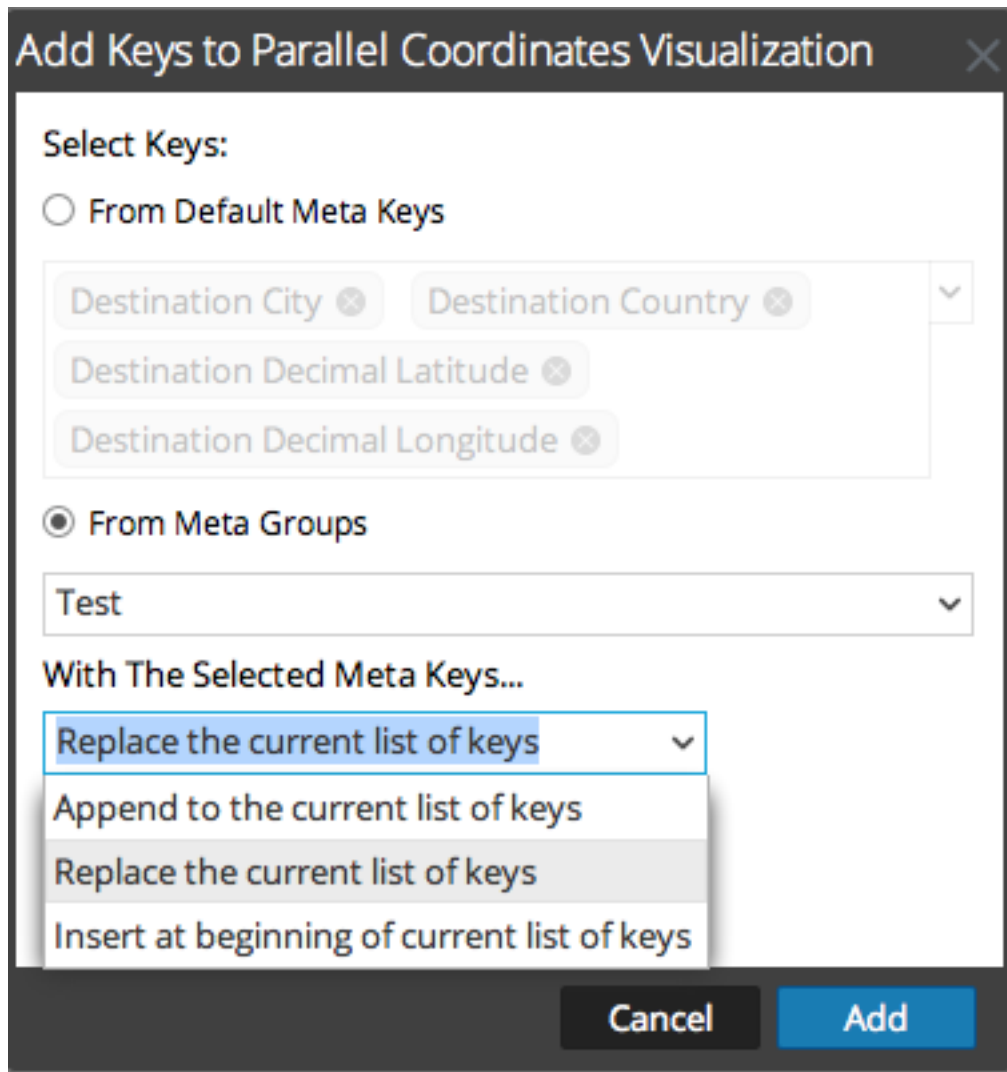 Add Keys to Parallel Coordinates Visualization
Select Keys:
From Default Meta Keys
Destination City Destination Country
Destination Decimal Latitude
Destination Decimal Longitude
From Meta Groups
Test
With The Selected Meta Keys...
Replace the current list of keys
Append to the current list of keys
Replace the current list of keys
Insert at beginning of current list of keys
Cancel Add